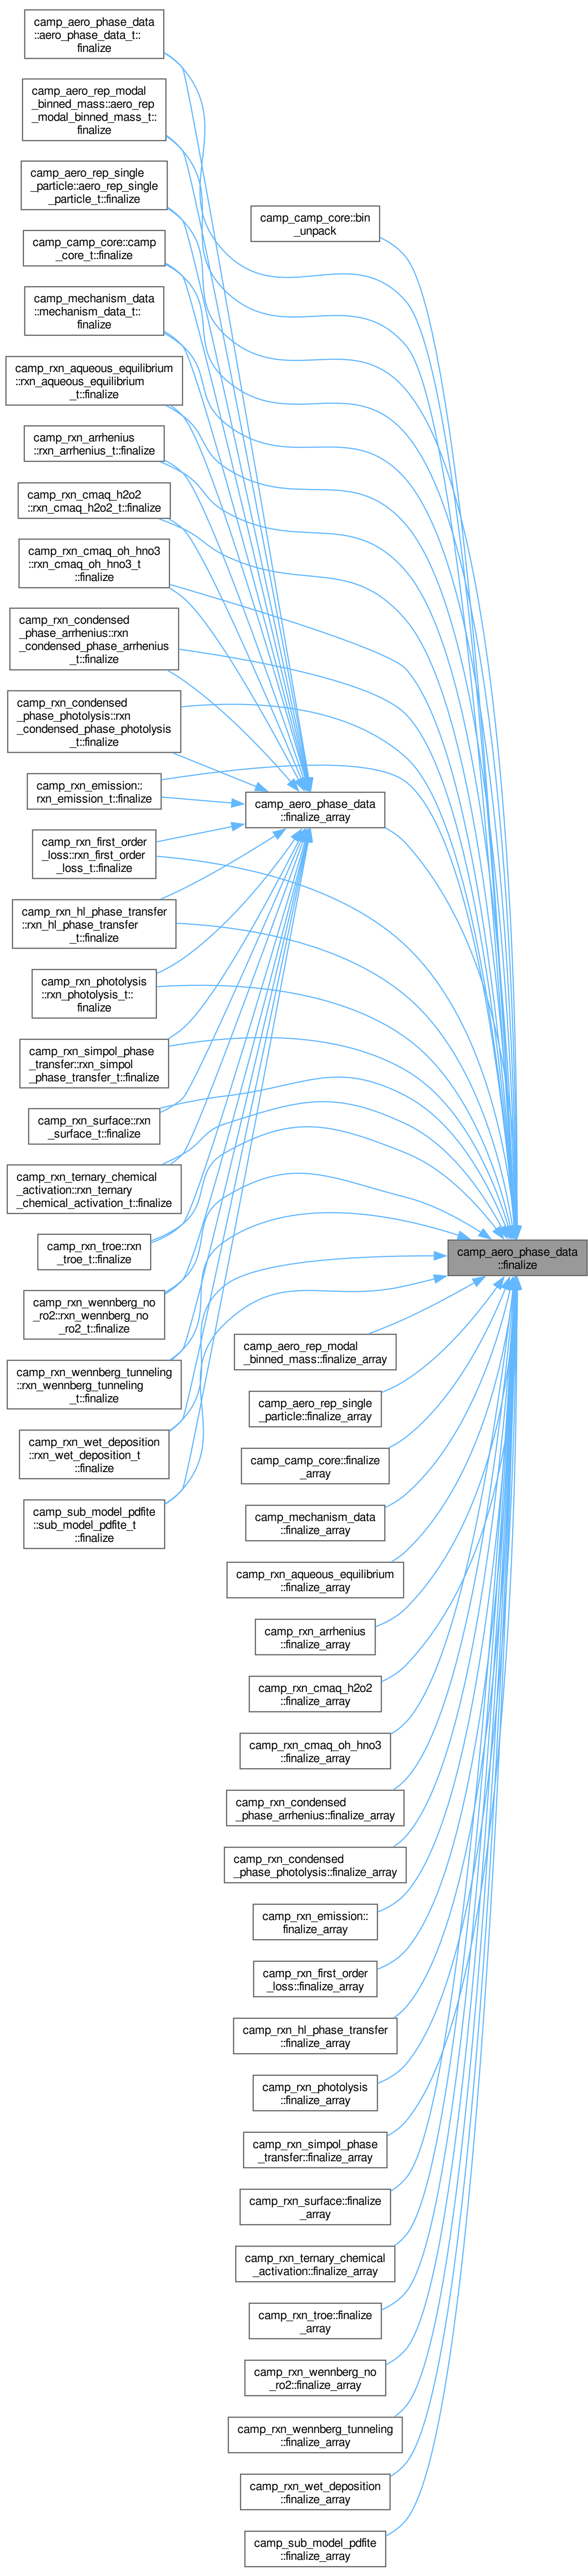 camp_aero_phase_data
::aero_phase_data_t::
finalize
camp_aero_rep_modal
_binned_mass::aero_rep
_modal_binned_mass_t::
finalize
camp_aero_rep_single
_particle::aero_rep_single
_particle_t::finalize
camp_camp_core::bin
_unpack
camp_camp_core::camp
_core_t::finalize
camp_mechanism_data
::mechanism_data_t::
finalize
camp_rxn_aqueous_equilibrium
::rxn_aqueous_equilibrium
_t::finalize
camp_rxn_arrhenius
::rxn_arrhenius_t::finalize
camp_rxn_cmaq_h2o2
::rxn_cmaq_h2o2_t::finalize
camp_rxn_cmaq_oh_hno3
::rxn_cmaq_oh_hno3_t
::finalize
camp_rxn_condensed
_phase_arrhenius::rxn
_condensed_phase_arrhenius
_t::finalize
camp_rxn_condensed
_phase_photolysis::rxn
_condensed_phase_photolysis
_t::finalize
camp_rxn_emission::
rxn_emission_t::finalize
camp_aero_phase_data
::finalize_array
camp_rxn_first_order
_loss::rxn_first_order
_loss_t::finalize
camp_rxn_hl_phase_transfer
::rxn_hl_phase_transfer
_t::finalize
camp_rxn_photolysis
::rxn_photolysis_t::
finalize
camp_rxn_simpol_phase
_transfer::rxn_simpol
_phase_transfer_t::finalize
camp_rxn_surface::rxn
_surface_t::finalize
camp_rxn_ternary_chemical
_activation::rxn_ternary
_chemical_activation_t::finalize
camp_rxn_troe::rxn
_troe_t::finalize
camp_aero_phase_data
::finalize
camp_rxn_wennberg_no
_ro2::rxn_wennberg_no
_ro2_t::finalize
camp_rxn_wennberg_tunneling
::rxn_wennberg_tunneling
_t::finalize
camp_rxn_wet_deposition
::rxn_wet_deposition_t
::finalize
camp_sub_model_pdfite
::sub_model_pdfite_t
::finalize
camp_aero_rep_modal
_binned_mass::finalize_array
camp_aero_rep_single
_particle::finalize_array
camp_camp_core::finalize
_array
camp_mechanism_data
::finalize_array
camp_rxn_aqueous_equilibrium
::finalize_array
camp_rxn_arrhenius
::finalize_array
camp_rxn_cmaq_h2o2
::finalize_array
camp_rxn_cmaq_oh_hno3
::finalize_array
camp_rxn_condensed
_phase_arrhenius::finalize_array
camp_rxn_condensed
_phase_photolysis::finalize_array
camp_rxn_emission::
finalize_array
camp_rxn_first_order
_loss::finalize_array
camp_rxn_hl_phase_transfer
::finalize_array
camp_rxn_photolysis
::finalize_array
camp_rxn_simpol_phase
_transfer::finalize_array
camp_rxn_surface::finalize
_array
camp_rxn_ternary_chemical
_activation::finalize_array
camp_rxn_troe::finalize
_array
camp_rxn_wennberg_no
_ro2::finalize_array
camp_rxn_wennberg_tunneling
::finalize_array
camp_rxn_wet_deposition
::finalize_array
camp_sub_model_pdfite
::finalize_array